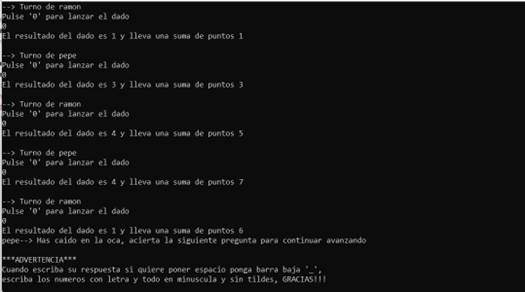 --> Turno de ramon
Pulse '0' para lanzar el dado
0
El resultado del dado es 1 y lleva una suma de puntos 1
--> Turno de pepe
Pulse '0' para lanzar el dado
0
El resultado del dado es 3 y lleva una suma de puntos 3
--> Turno de ramon
Pulse '0' para lanzar el dado
0
El resultado del dado es 4 y lleva una suma de puntos 5
--> Turno de pepe
Pulse '0' para lanzar el dado
0
El resultado del dado es 4 y lleva una suma de puntos 7
--> Turno de ramon
Pulse '0' para lanzar el dado
0
El resultado del dado es 1 y lleva una suma de puntos 6
pepe--> Has caido en la oca, acierta la siguiente pregunta para continuar avanzando
***ADVERTENCIA***
Cuando escriba su respuesta si quiere poner espacio ponga barra baja '_',
escriba los numeros con letra y todo en minuscula y sin tildes, GRACIAS!!!